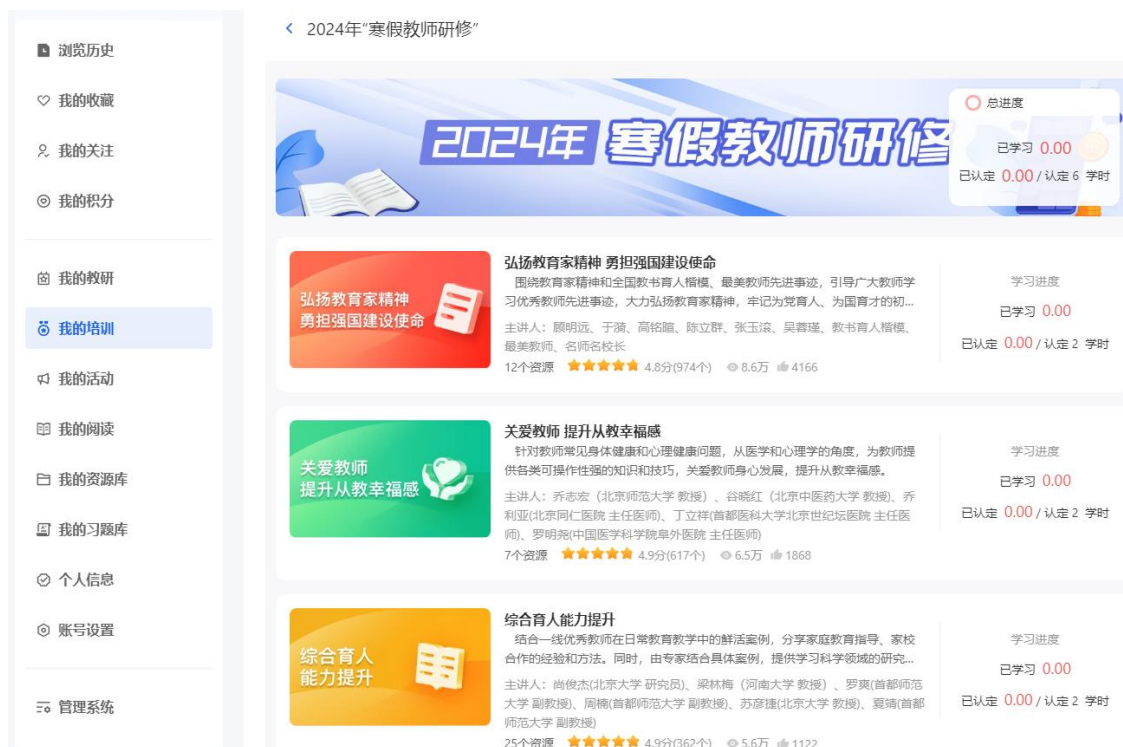 浏览历史
我的收藏
我的关注
我的积分
我的教研
我的培训
我的活动
我的阅读
我的资源库
我的习题库
个人信息
账号设置
管理系统
2024年“寒假教师研修”
2024年 寒假教师研修
总进度
已学习 0.00
已认定 0.00 / 认定 6 学时
弘扬教育家精神
勇担强国建设使命
弘扬教育家精神 勇担强国建设使命
围绕教育家精神和全国教书育人楷模、最美教师先进事迹，引导广大教师学
习优秀教师先进事迹，大力弘扬教育家精神，牢记为党育人、为国育才的初...
主讲人：顾明远、于漪、高铭暄、陈立群、张玉滚、吴蓉瑾、教书育人楷模、
最美教师、名师名校长
12个资源 4.8分(974个) 8.6万 4166
学习进度
已学习 0.00
已认定 0.00 / 认定 2 学时
关爱教师
提升从教幸福感
关爱教师 提升从教幸福感
针对教师常见身体健康和心理健康问题，从医学和心理学的角度，为教师提
供各类可操作性强的知识和技巧，关爱教师身心发展，提升从教幸福感。
主讲人：乔志宏（北京师范大学 教授）、谷晓红（北京中医药大学 教授)、乔
利亚(北京同仁医院 主任医师)、丁立祥(首都医科大学北京世纪坛医院 主任医
师)、罗明尧(中国医学科学院阜外医院 主任医师)
7个资源 4.9分(617个) 6.5万 1868
学习进度
已学习 0.00
已认定 0.00 / 认定 2 学时
综合育人
能力提升
综合育人能力提升
结合一线优秀教师在日常教育教学中的鲜活案例，分享家庭教育指导、家校
合作的经验和方法。同时，由专家结合具体案例，提供学习科学领域的研究...
主讲人：尚俊杰(北京大学 研究员)、梁林梅（河南大学 教授）、罗爽(首都师范
大学 副教授)、周楠(首都师范大学 副教授)、苏彦捷(北京大学 教授)、夏靖(首都
师范大学 副教授)
25个资源 4.9分(362个) 5.6万 1122
学习进度
已学习 0.00
已认定 0.00 / 认定 2 学时